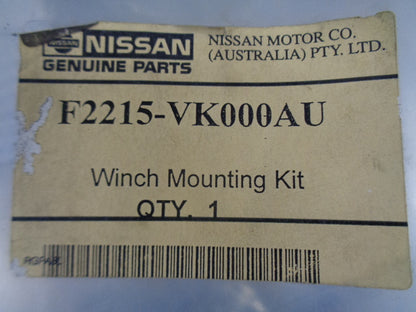 NISSAN
GENUINE PARTS
NISSAN MOTOR CO.
(AUSTRALIA) PTY. LTD.
F2215-VK000AU
Winch Mounting Kit
QTY. 1